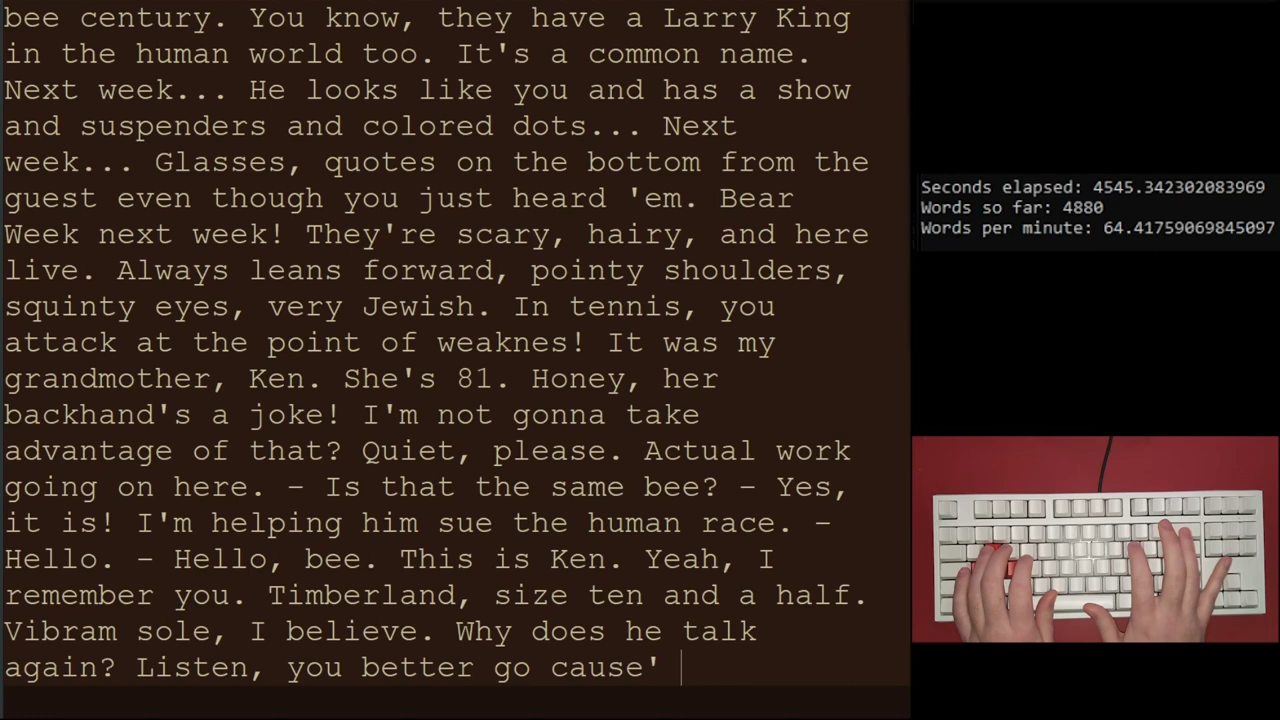 bee century. You know, they have a Larry King
in the human world too. It's a common name.
Next week... He looks like you and has a show
and suspenders and colored dots... Next
week... Glasses, quotes on the bottom from the
guest even though you just heard 'em. Bear
Week next week! They're scary, hairy, and here
live. Always leans forward, pointy shoulders,
squinty eyes, very Jewish. In tennis, you
attack at the point of weaknes! It was my
grandmother, Ken. She's 81. Honey, her
backhand's a joke! I'm not gonna take
advantage of that? Quiet, please. Actual work
going on here. - Is that the same bee? - Yes,
it is! I'm helping him sue the human race. -
Hello. - Hello, bee. This is Ken. Yeah, I
remember you. Timberland, size ten and a half.
Vibram sole, I believe. Why does he talk
again? Listen, you better go cause'
Seconds elapsed: 4545.342302083969
Words so far: 4880
Words per minute: 64.41759069845097